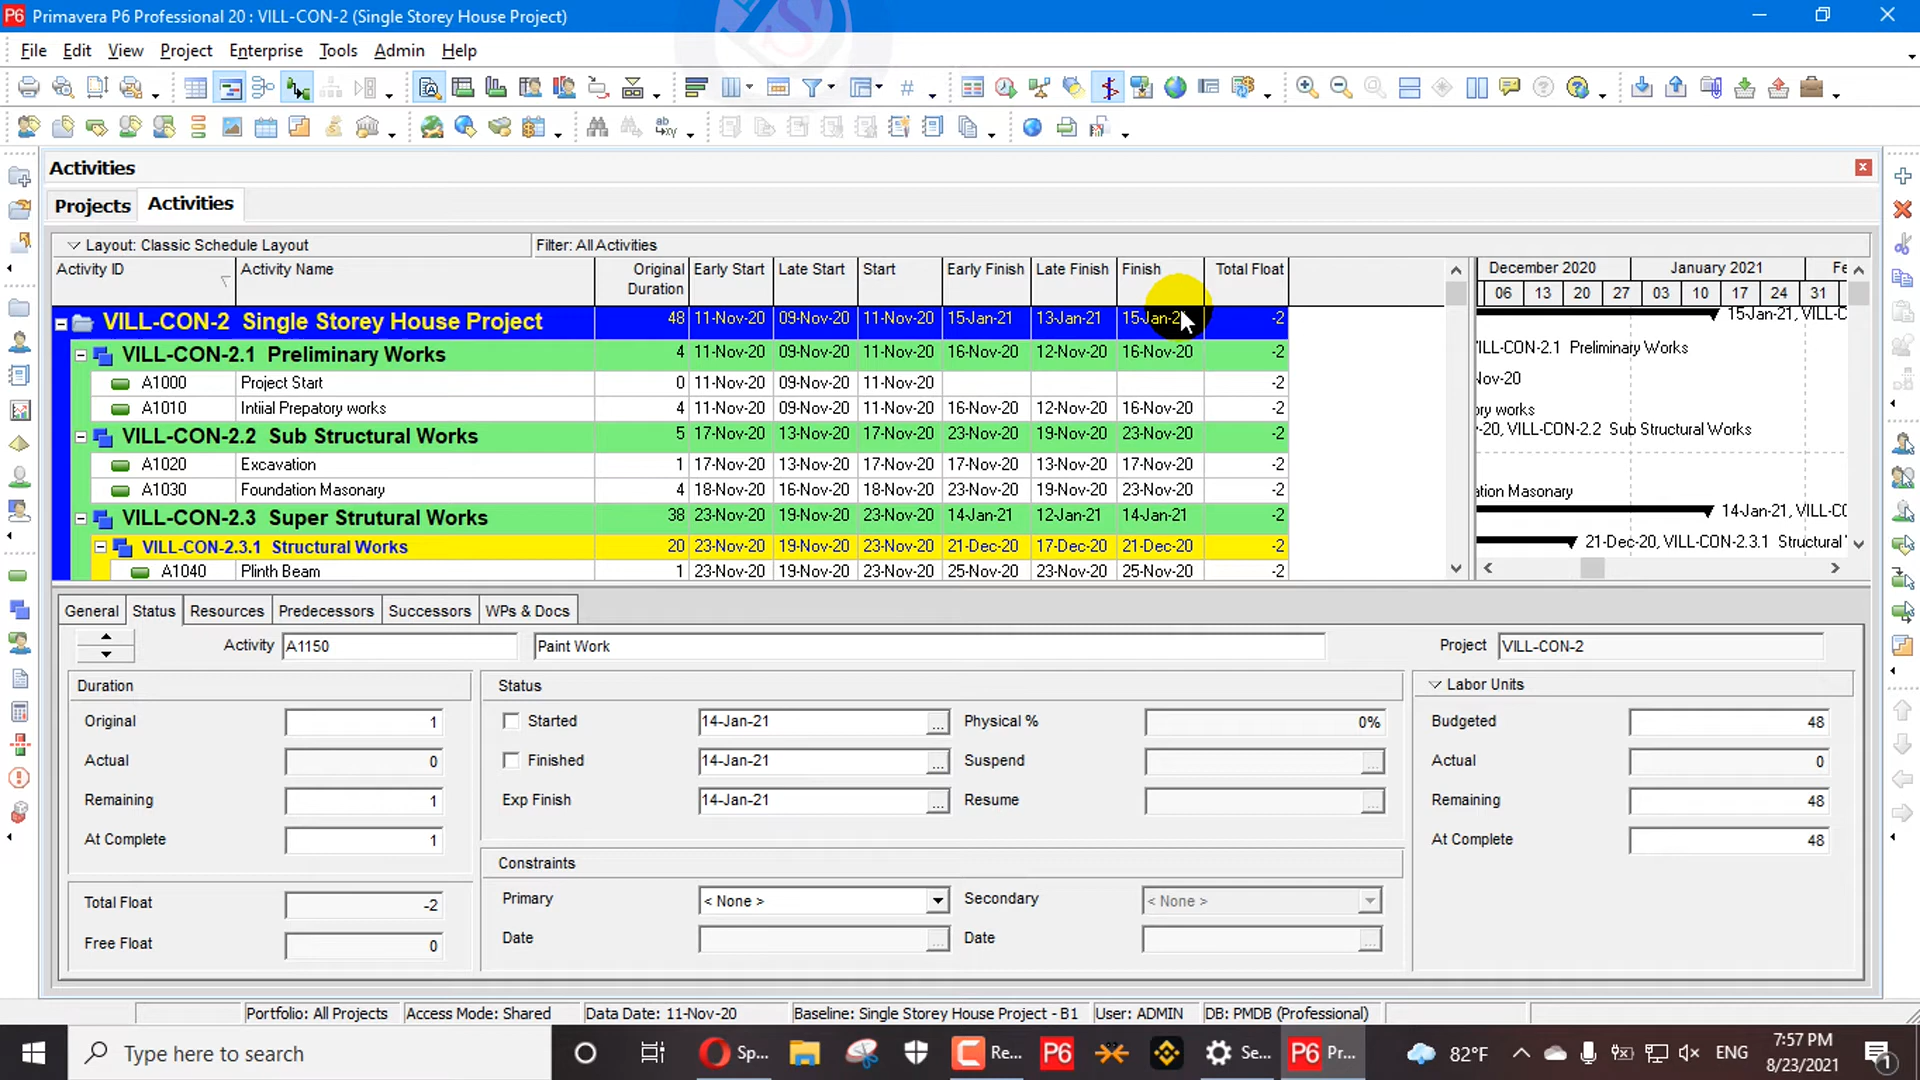 Primavera P6 Professional 20 : VILL-CON-2 (Single Storey House Project)
File Edit View Project Enterprise Tools Admin Help
Activities
Projects Activities
Layout: Classic Schedule Layout Filter: All Activities
Activity ID Activity Name Original Duration Early Start Late Start Start Early Finish Late Finish Finish Total Float
December 2020 January 2021
06 13 20 27 03 10 17 24 31
VILL-CON-2 Single Storey House Project 48 11-Nov-20 09-Nov-20 11-Nov-20 15-Jan-21 13-Jan-21 -2
VILL-CON-2.1 Preliminary Works 4 11-Nov-20 09-Nov-20 11-Nov-20 16-Nov-20 12-Nov-20 16-Nov-20 -2
A1000 Project Start 0 11-Nov-20 09-Nov-20 11-Nov-20 -2
A1010 Intiial Prepatory works 4 11-Nov-20 09-Nov-20 11-Nov-20 16-Nov-20 12-Nov-20 16-Nov-20 -2
VILL-CON-2.2 Sub Structural Works 5 17-Nov-20 13-Nov-20 17-Nov-20 23-Nov-20 19-Nov-20 23-Nov-20 -2
A1020 Excavation 1 17-Nov-20 13-Nov-20 17-Nov-20 17-Nov-20 13-Nov-20 17-Nov-20 -2
A1030 Foundation Masonary 4 18-Nov-20 16-Nov-20 18-Nov-20 23-Nov-20 19-Nov-20 23-Nov-20 -2
VILL-CON-2.3 Super Strutural Works 38 23-Nov-20 19-Nov-20 23-Nov-20 14-Jan-21 12-Jan-21 14-Jan-21 -2
VILL-CON-2.3.1 Structural Works 20 23-Nov-20 19-Nov-20 23-Nov-20 21-Dec-20 17-Dec-20 21-Dec-20 -2
A1040 Plinth Beam 1 23-Nov-20 19-Nov-20 23-Nov-20 25-Nov-20 23-Nov-20 25-Nov-20 -2
15-Jan-21, VILL-C
ILL-CON-2.1 Preliminary Works
Nov-20
ry works
-20, VILL-CON-2.2 Sub Structural Works
tion Masonary
14-Jan-21, VILL-C
21-Dec-20, VILL-CON-2.3.1 Structural
General Status Resources Predecessors Successors WPs & Docs
Activity A1150 Paint Work Project VILL-CON-2
Duration Status Labor Units
Original 1 Started 14-Jan-21 ... Physical % 0% Budgeted 48
Actual 0 Finished 14-Jan-21 ... Suspend ... Actual 0
Remaining 1 Exp Finish 14-Jan-21 ... Resume ... Remaining 48
At Complete 1 At Complete 48
Constraints
Total Float -2 Primary < None > Secondary < None >
Free Float 0 Date ... Date ...
Portfolio: All Projects Access Mode: Shared Data Date: 11-Nov-20 Baseline: Single Storey House Project - B1 User: ADMIN DB: PMDB (Professional)
Type here to search Sp... Re... P6 Se... P6 Pr... 82°F ENG 7:57 PM
8/23/2021 1